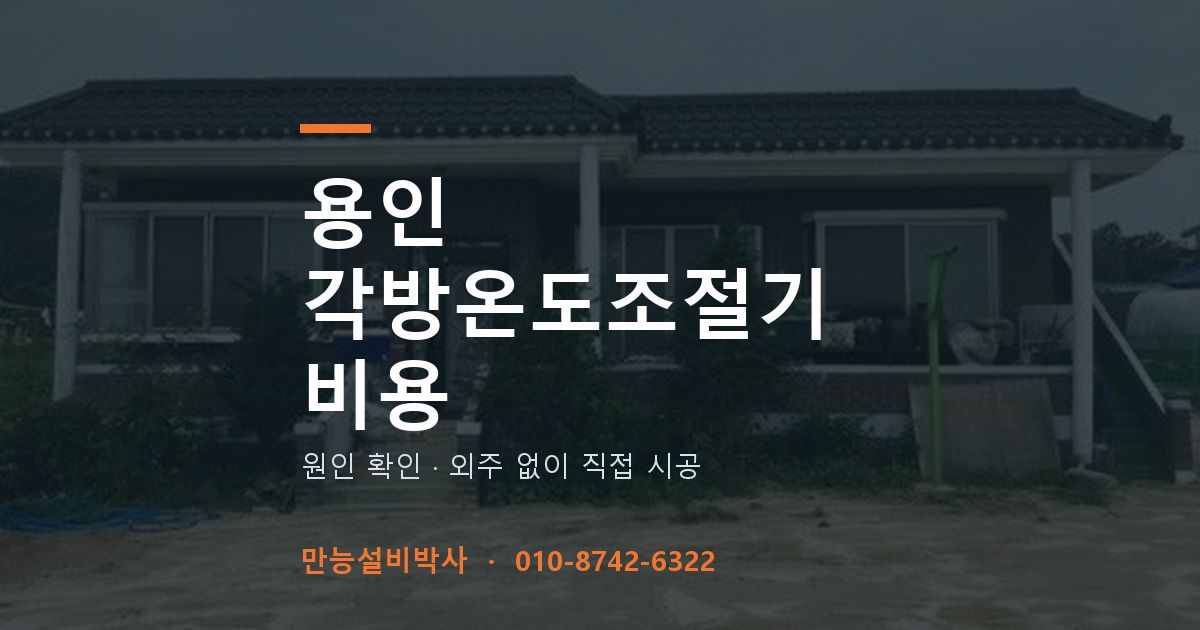 용인
각방온도조절기
비용
원인 확인 · 외주 없이 직접 시공
만능설비박사 · 010-8742-6322